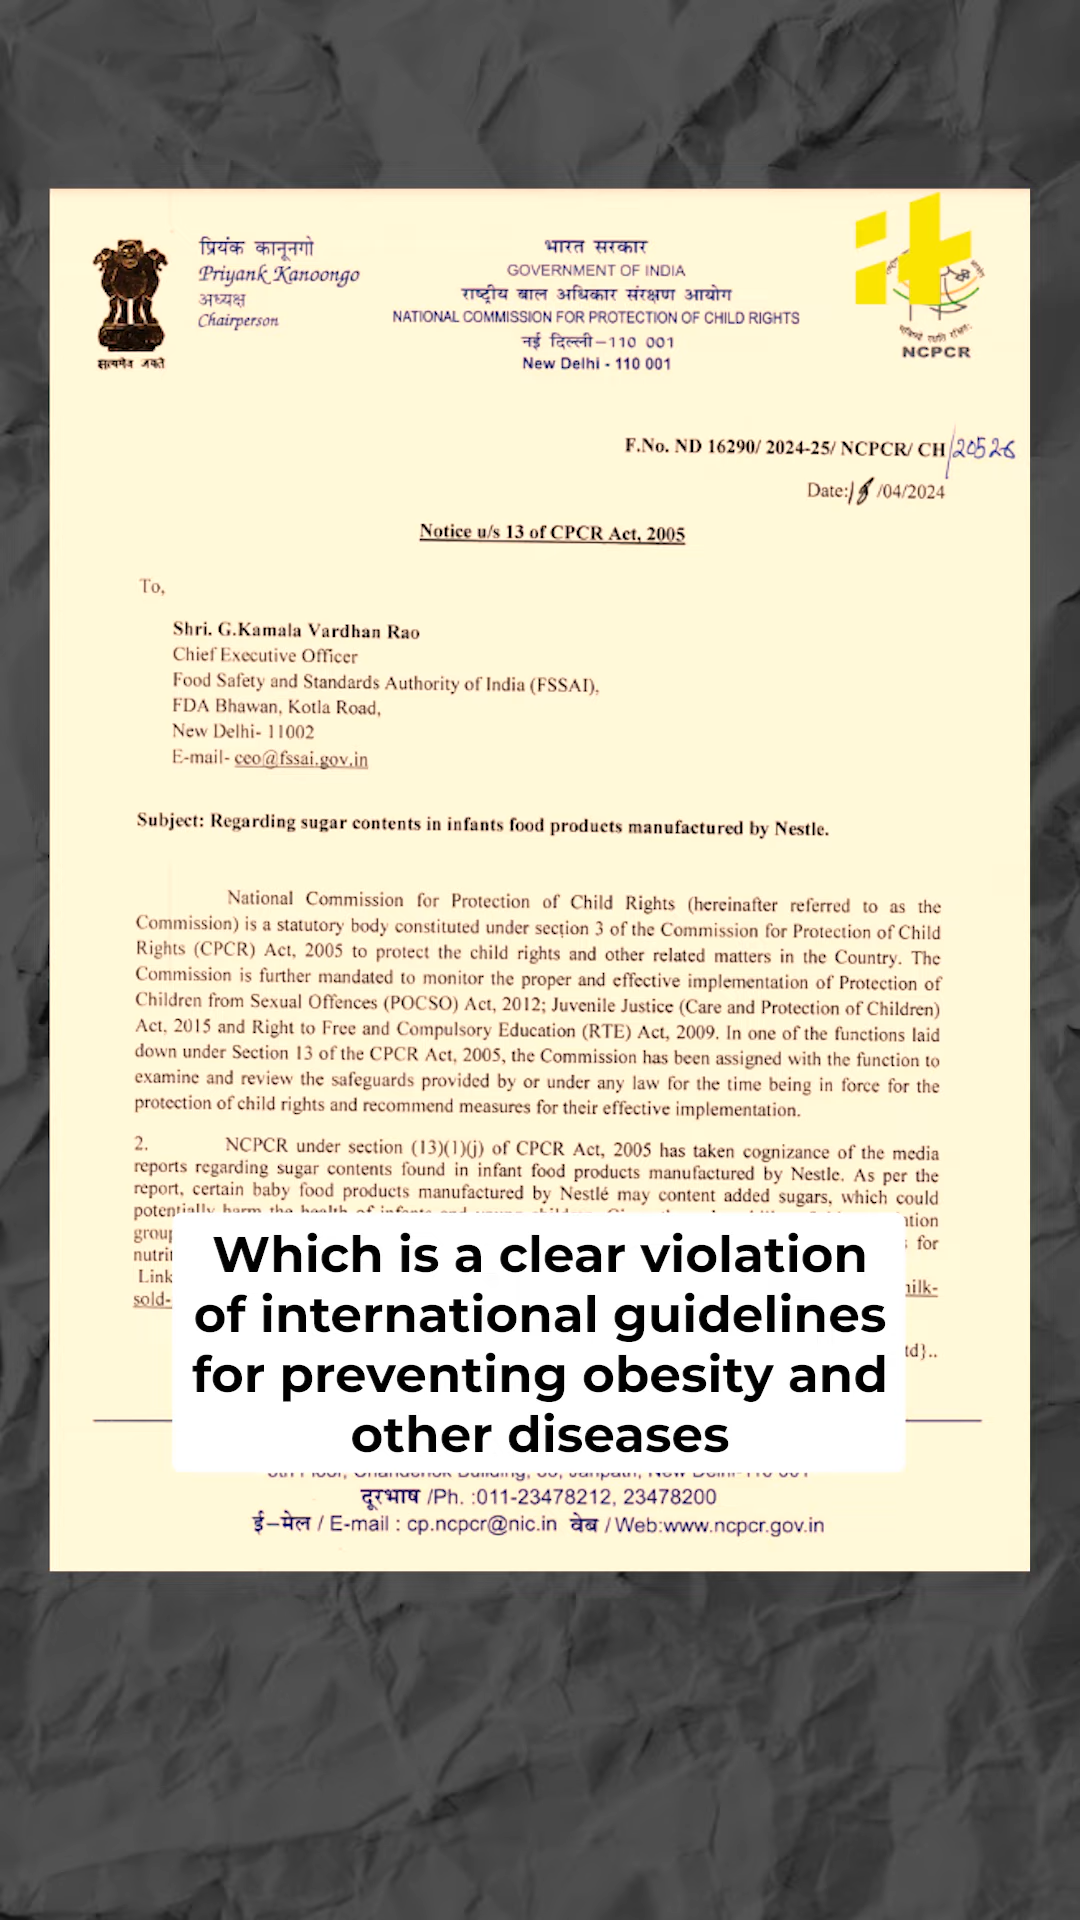 प्रियंक कानूनगो
Priyank Kanoongo
अध्यक्ष
Chairperson
सत्यमेव जयते
भारत सरकार
GOVERNMENT OF INDIA
राष्ट्रीय बाल अधिकार संरक्षण आयोग
NATIONAL COMMISSION FOR PROTECTION OF CHILD RIGHTS
नई दिल्ली–110 001
New Delhi - 110 001
NCPCR
F.No. ND 16290/ 2024-25/ NCPCR/ CH/20526
Date:18/04/2024
Notice u/s 13 of CPCR Act, 2005
To,
Shri. G.Kamala Vardhan Rao
Chief Executive Officer
Food Safety and Standards Authority of India (FSSAI),
FDA Bhawan, Kotla Road,
New Delhi- 11002
E-mail- ceo@fssai.gov.in
Subject: Regarding sugar contents in infants food products manufactured by Nestle.
National Commission for Protection of Child Rights (hereinafter referred to as the
Commission) is a statutory body constituted under section 3 of the Commission for Protection of Child
Rights (CPCR) Act, 2005 to protect the child rights and other related matters in the Country. The
Commission is further mandated to monitor the proper and effective implementation of Protection of
Children from Sexual Offences (POCSO) Act, 2012; Juvenile Justice (Care and Protection of Children)
Act, 2015 and Right to Free and Compulsory Education (RTE) Act, 2009. In one of the functions laid
down under Section 13 of the CPCR Act, 2005, the Commission has been assigned with the function to
examine and review the safeguards provided by or under any law for the time being in force for the
protection of child rights and recommend measures for their effective implementation.
2. NCPCR under section (13)(1)(j) of CPCR Act, 2005 has taken cognizance of the media
reports regarding sugar contents found in infant food products manufactured by Nestle. As per the
report, certain baby food products manufactured by Nestlé may content added sugars, which could
potentially harm the health of infants and young children.
for
Link
sold-
Which is a clear violation
of international guidelines
for preventing obesity and
other diseases
दूरभाष /Ph. :011-23478212, 23478200
ई–मेल / E-mail : cp.ncpcr@nic.in वेब / Web:www.ncpcr.gov.in